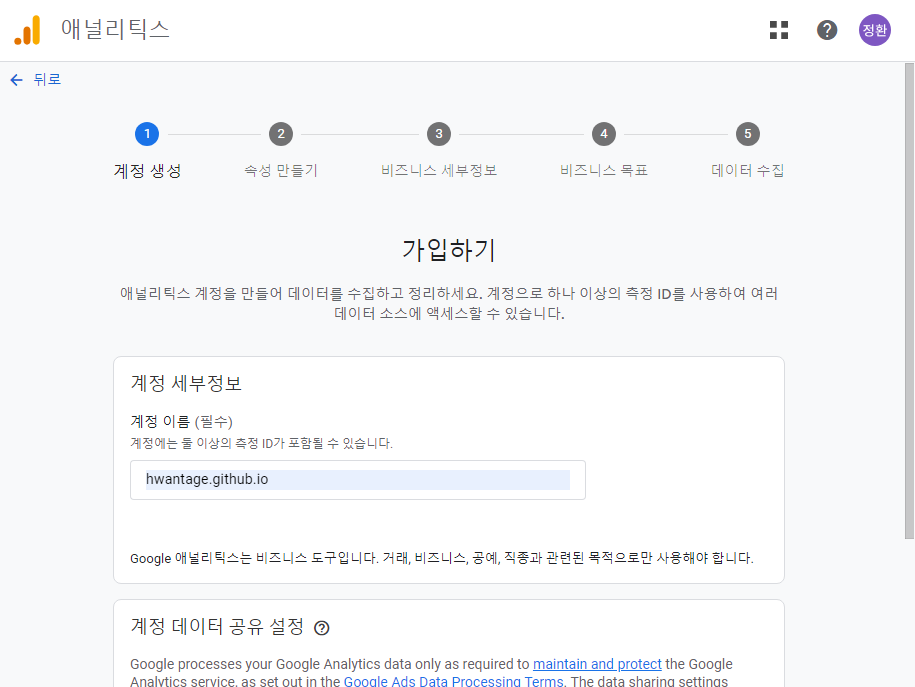 애널리틱스
정환
뒤로
1 2 3 4 5
계정 생성 속성 만들기 비즈니스 세부정보 비즈니스 목표 데이터 수집
가입하기
애널리틱스 계정을 만들어 데이터를 수집하고 정리하세요. 계정으로 하나 이상의 측정 ID를 사용하여 여러
데이터 소스에 액세스할 수 있습니다.
계정 세부정보
계정 이름 (필수)
계정에는 둘 이상의 측정 ID가 포함될 수 있습니다.
hwantage.github.io
Google 애널리틱스는 비즈니스 도구입니다. 거래, 비즈니스, 공예, 직종과 관련된 목적으로만 사용해야 합니다.
계정 데이터 공유 설정
Google processes your Google Analytics data only as required to maintain and protect the Google
Analytics service, as set out in the Google Ads Data Processing Terms. The data sharing settings